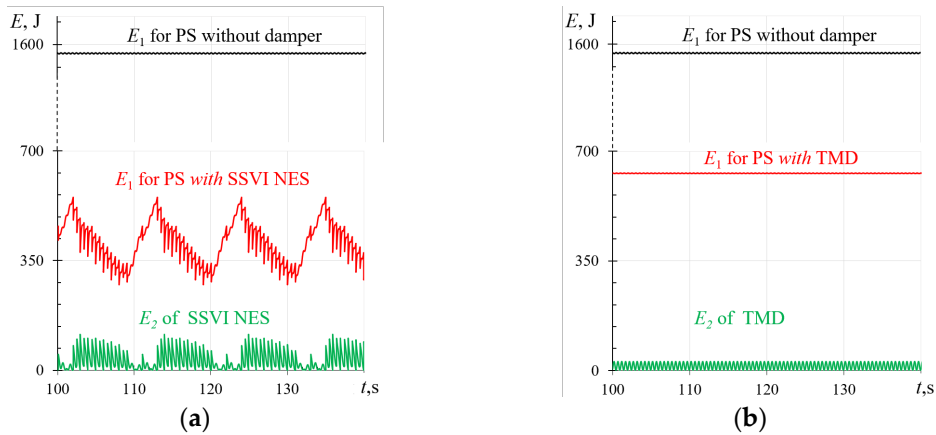 E, J
1600
E1 for PS without damper
700
E1 for PS with SSVI NES
350
E2 of SSVI NES
0
100
110
120
130
t,s
(a)
E, J
1600
E1 for PS without damper
700
E1 for PS with TMD
350
E2 of TMD
0
100
110
120
130
t,s
(b)